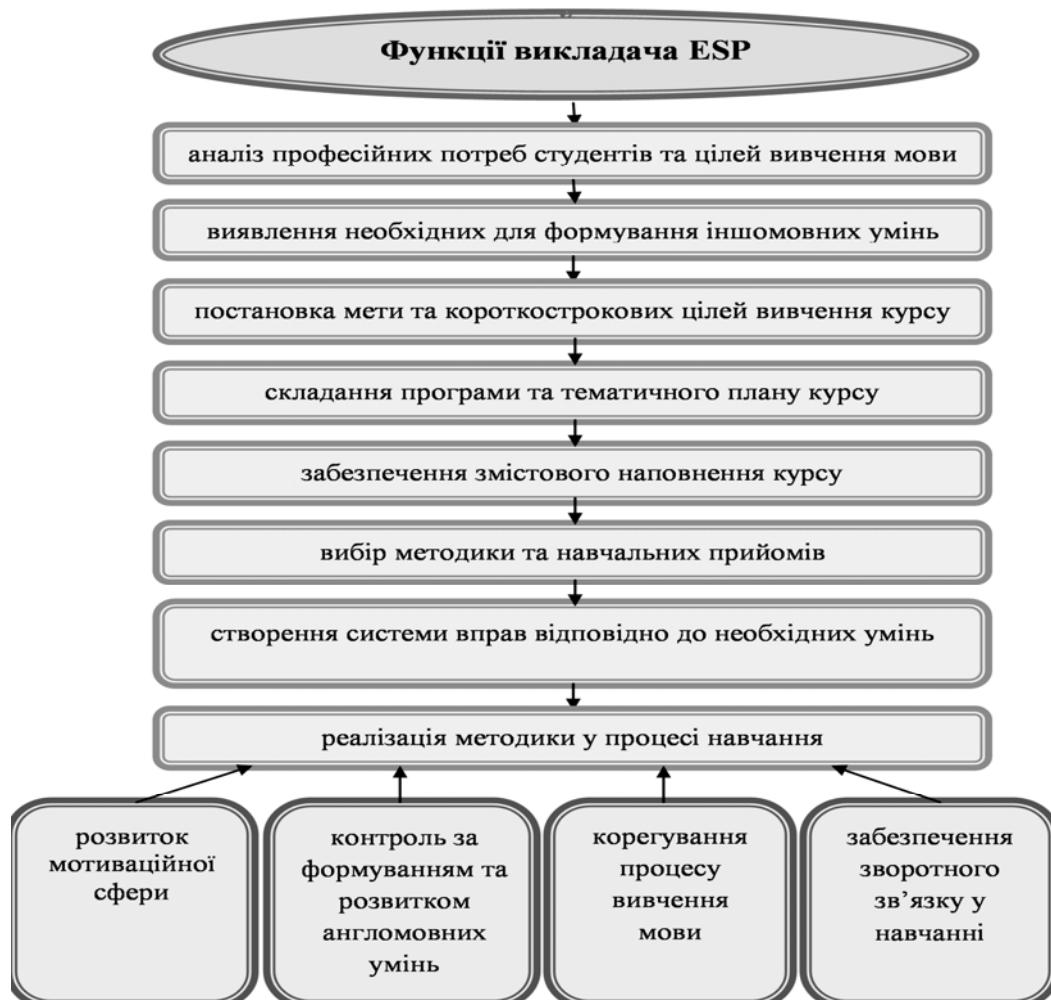 Функції викладача ESP
аналіз професійних потреб студентів та цілей вивчення мови
виявлення необхідних для формування іншомовних умінь
постановка мети та короткострокових цілей вивчення курсу
складання програми та тематичного плану курсу
забезпечення змістового наповнення курсу
вибір методики та навчальних прийомів
створення системи вправ відповідно до необхідних умінь
реалізація методики у процесі навчання
розвиток
мотиваційної
сфери
контроль за
формуванням та
розвитком
англомовних
умінь
корегування
процесу
вивчення
мови
забезпечення
зворотного
зв’язку у
навчанні